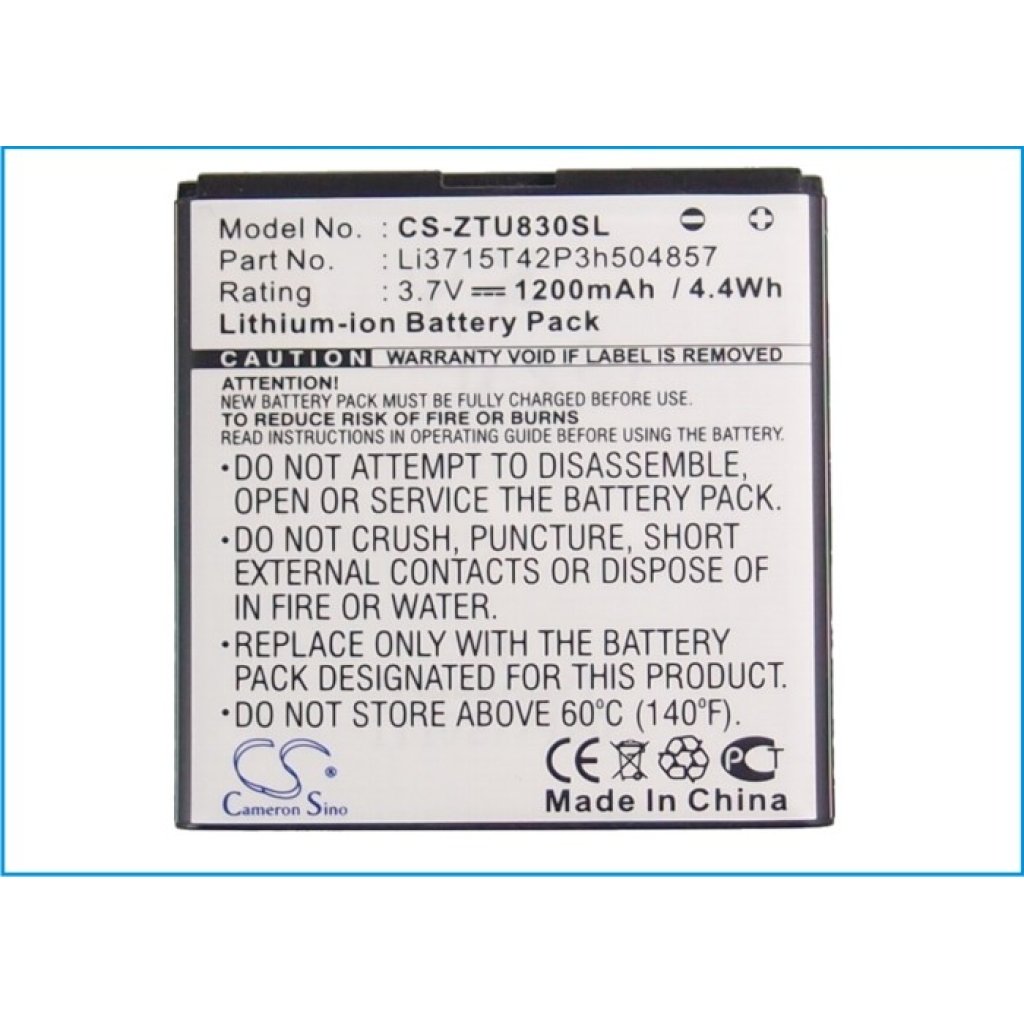 Model No. : CS-ZTU830SL
Part No. : Li3715T42P3h504857
Rating : 3.7V 1200mAh / 4.4Wh
Lithium-ion Battery Pack
CAUTION WARRANTY VOID IF LABEL IS REMOVED
ATTENTION!
NEW BATTERY PACK MUST BE FULLY CHARGED BEFORE USE.
TO REDUCE RISK OF FIRE OR BURNS
READ INSTRUCTIONS IN OPERATING GUIDE BEFORE USING THE BATTERY.
•DO NOT ATTEMPT TO DISASSEMBLE,
OPEN OR SERVICE THE BATTERY PACK.
•DO NOT CRUSH, PUNCTURE, SHORT
EXTERNAL CONTACTS OR DISPOSE OF
IN FIRE OR WATER.
•REPLACE ONLY WITH THE BATTERY
PACK DESIGNATED FOR THIS PRODUCT.
•DO NOT STORE ABOVE 60°C (140°F).
CS®
Cameron Sino
CE PCT
Made In China